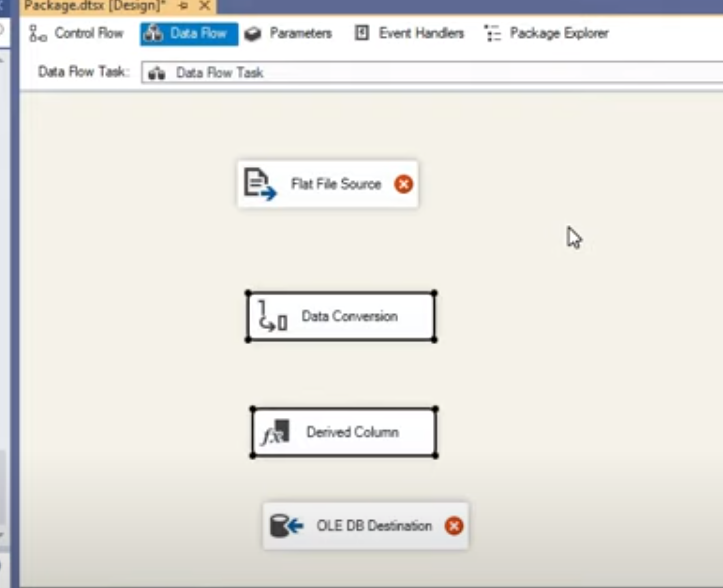 Package.dtsx [Design]*
Control Flow Data Flow Parameters Event Handlers Package Explorer
Data Flow Task: Data Flow Task
Flat File Source
Data Conversion
fx Derived Column
OLE DB Destination